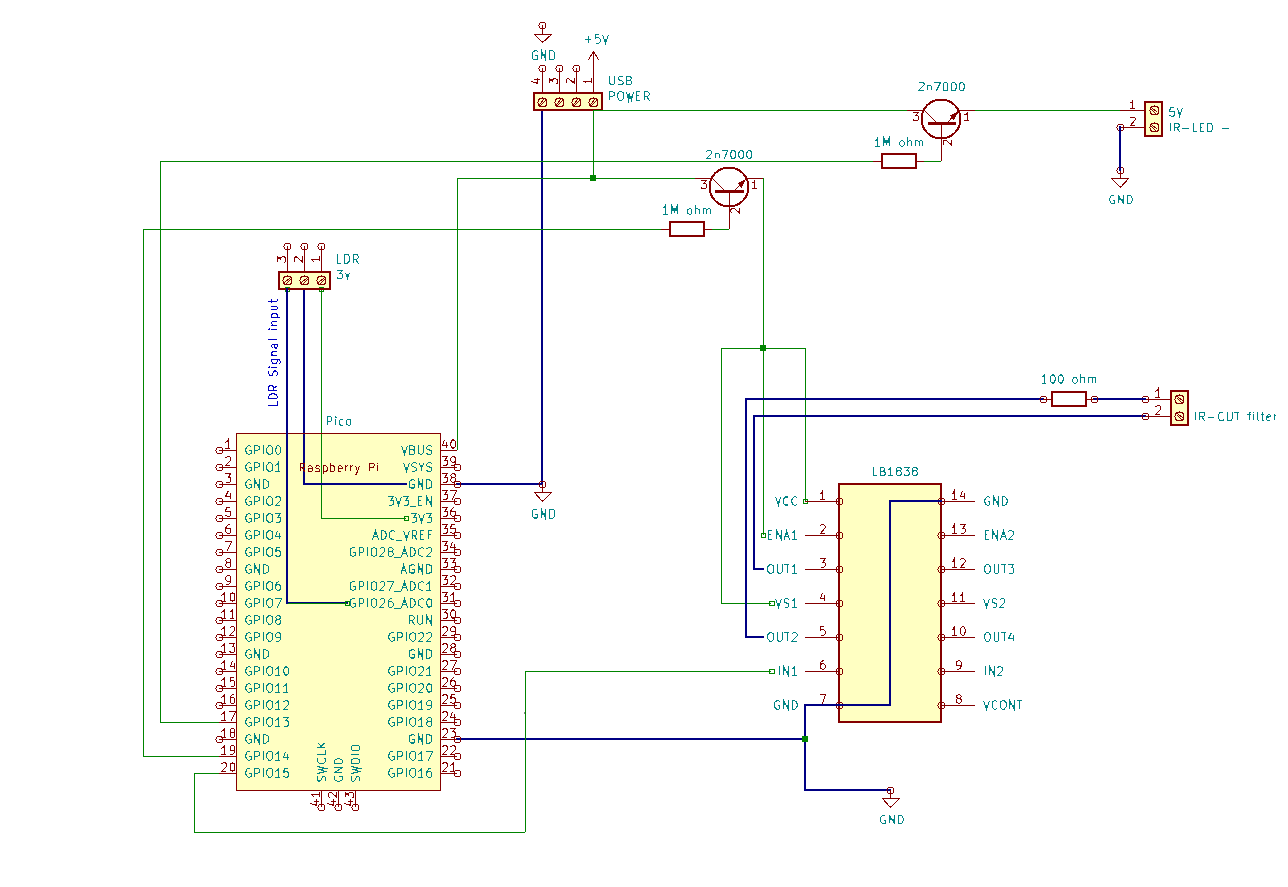 +5V
GND
4 3 2 1
USB
POWER
2n7000
3 1
2
1 5V
2 IR-LED -
1M ohm
GND
2n7000
3 1
2
1M ohm
3 2 1
LDR
3v
LDR Signal input
100 ohm
1
2 IR-CUT filter
Pico
Raspberry Pi
1 GPIO0 VBUS 40
2 GPIO1 VSYS 39
3 GND GND 38
4 GPIO2 3V3_EN 37
5 GPIO3 3V3 36
6 GPIO4 ADC_VREF 35
7 GPIO5 GPIO28_ADC2 34
8 GND AGND 33
9 GPIO6 GPIO27_ADC1 32
10 GPIO7 GPIO26_ADC0 31
11 GPIO8 RUN 30
12 GPIO9 GPIO22 29
13 GND GND 28
14 GPIO10 GPIO21 27
15 GPIO11 GPIO20 26
16 GPIO12 GPIO19 25
17 GPIO13 GPIO18 24
18 GND GND 23
19 GPIO14 GPIO17 22
20 GPIO15 GPIO16 21
SWCLK GND SWDIO
41 42 43
GND
LB1838
VCC 1 14 GND
ENA1 2 13 ENA2
OUT1 3 12 OUT3
VS1 4 11 VS2
OUT2 5 10 OUT4
IN1 6 9 IN2
GND 7 8 VCONT
GND